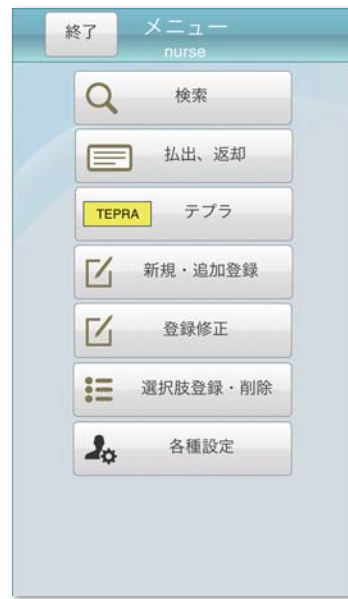 終了
メニュー
nurse
検索
払出、返却
TEPRA テプラ
新規・追加登録
登録修正
選択肢登録・削除
各種設定